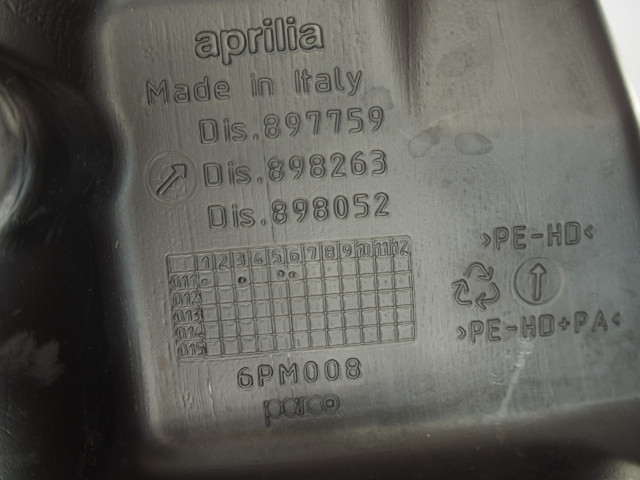 aprilia
Made in Italy
Dis.897759
Dis.898263
Dis.898052
>PE-HD<
1 2 3 4 5 6 7 8 9 10 11 12
011
012
013
014
015
>PE-HD+PA<
6PM008
parco